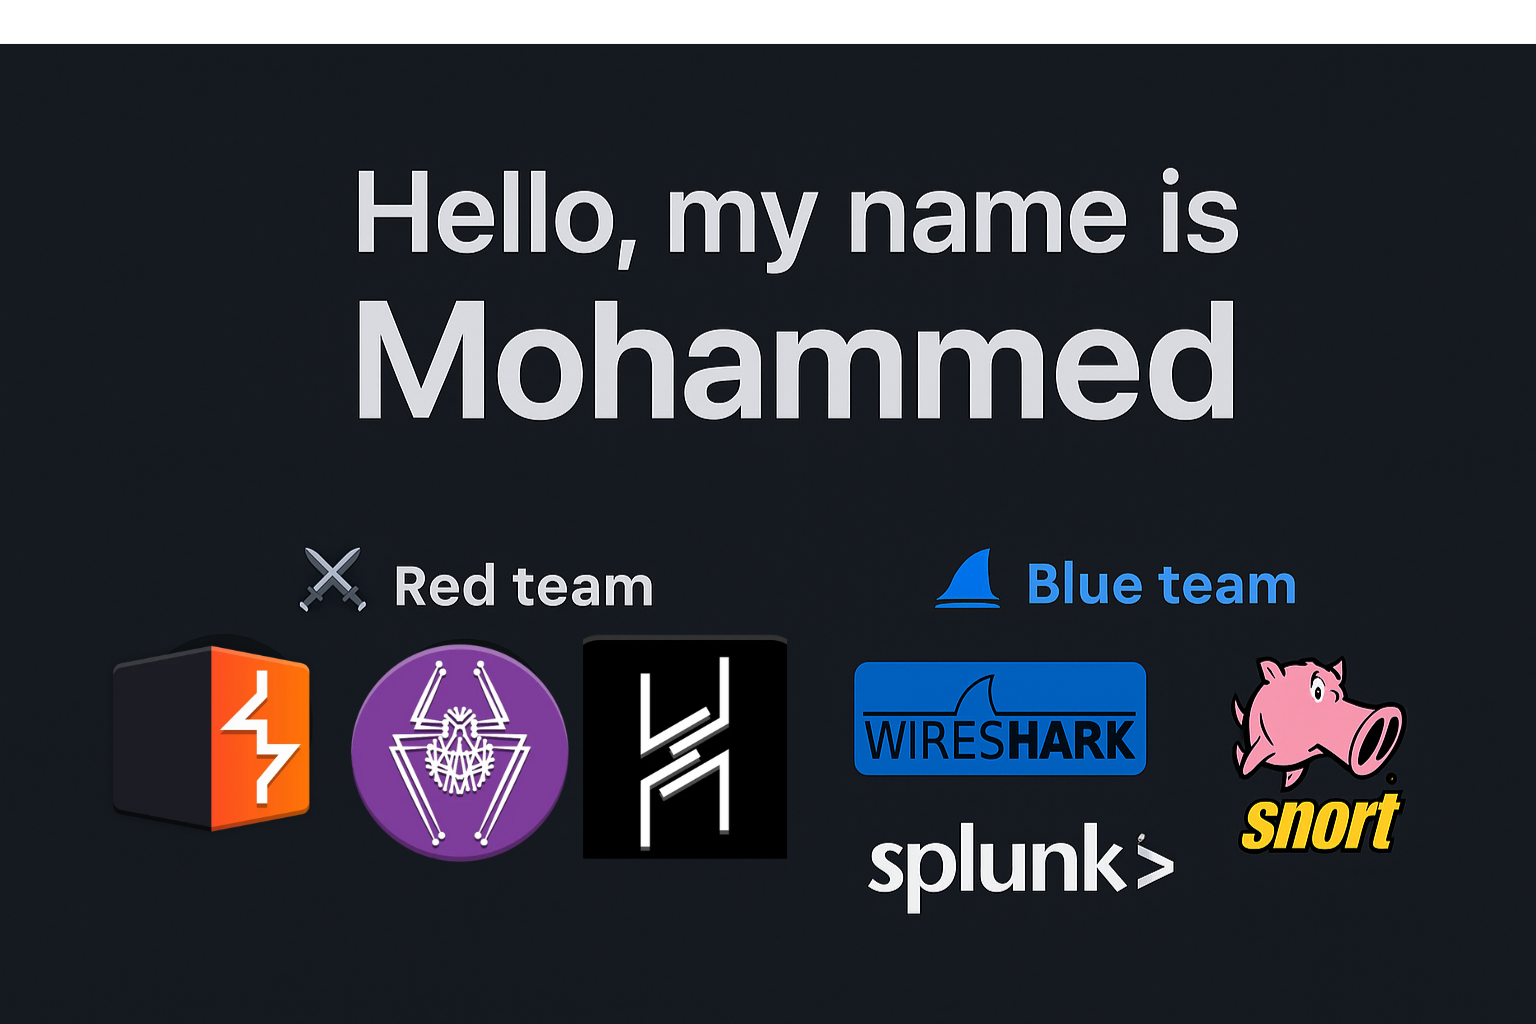 Hello, my name is
Mohammed
Red team
Blue team
WIRESHARK
splunk>
snort